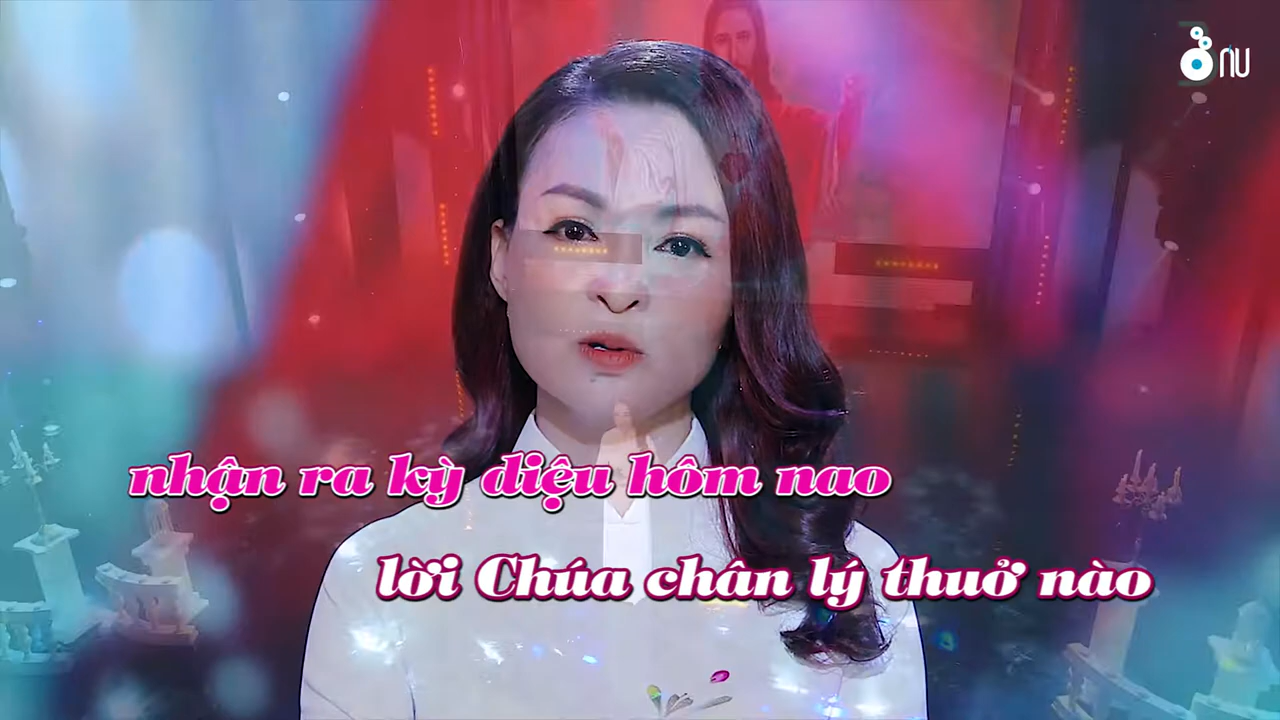 nhận ra kỳ diệu hôm nao
lời Chúa chân lý thuở nào